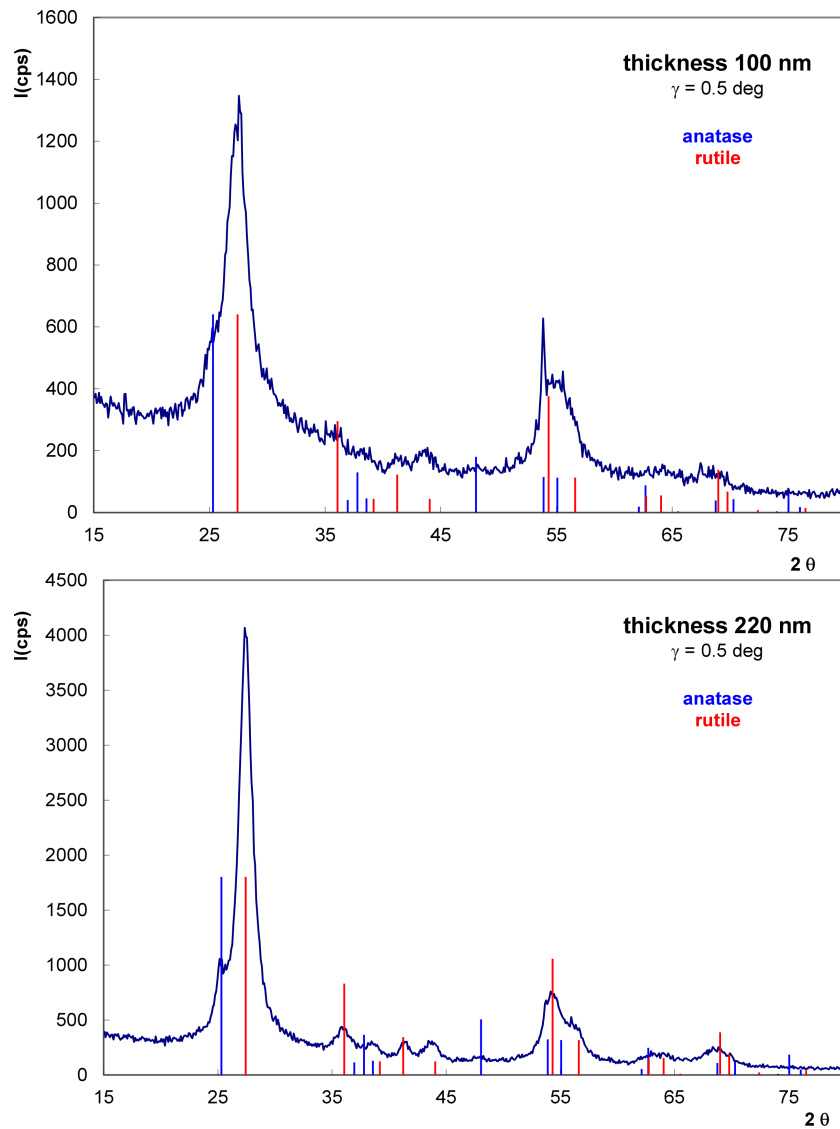 1600
1400
1200
1000
800
600
400
200
0
I(cps)
thickness 100 nm
γ = 0.5 deg
anatase
rutile
15 25 35 45 55 65 75
2 θ
4500
4000
3500
3000
2500
2000
1500
1000
500
0
I(cps)
thickness 220 nm
γ = 0.5 deg
anatase
rutile
15 25 35 45 55 65 75
2 θ